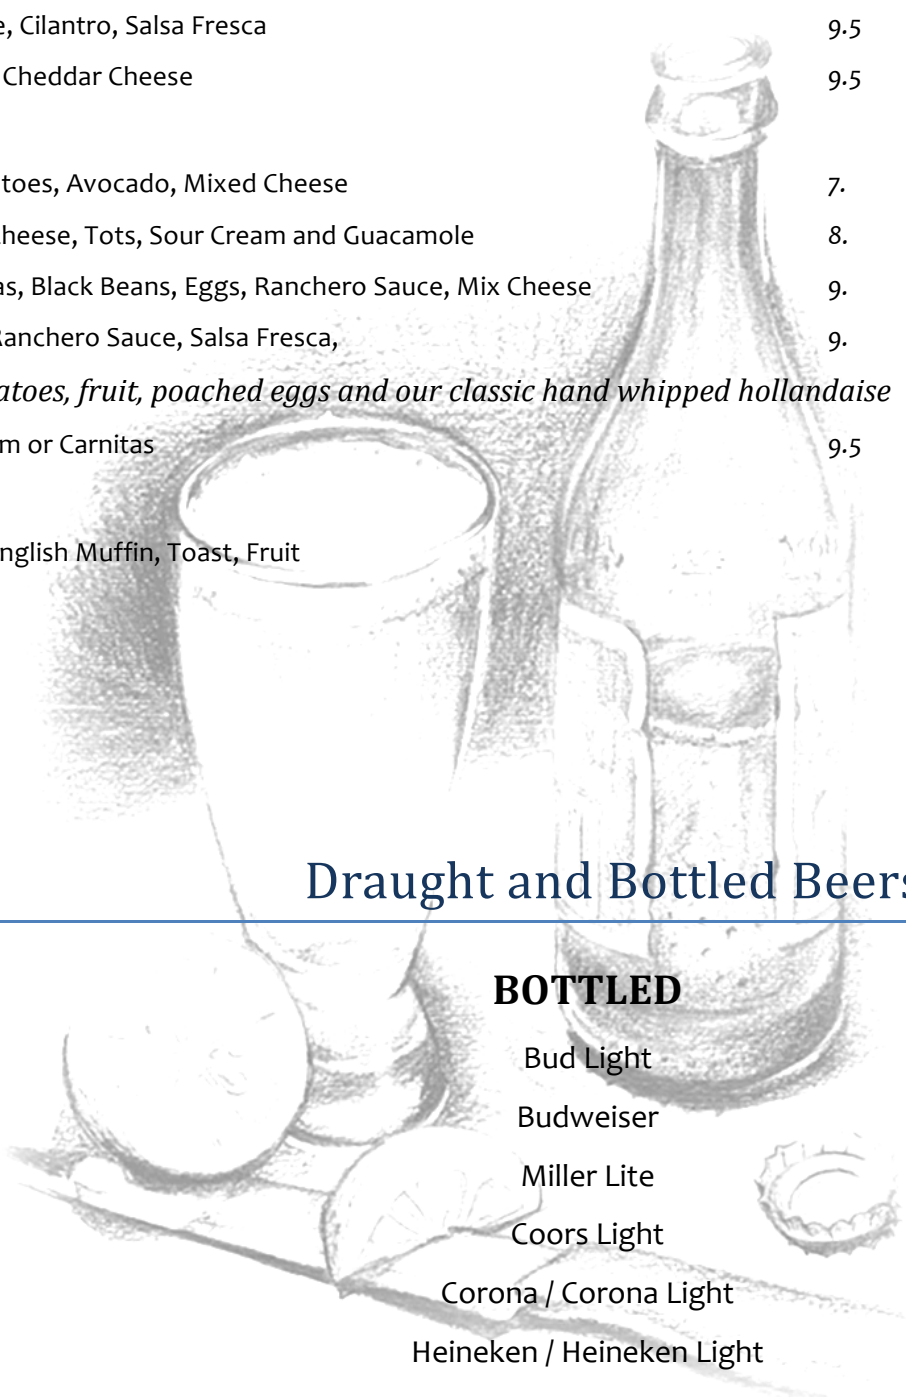 , Cilantro, Salsa Fresca 9.5
Cheddar Cheese 9.5
toes, Avocado, Mixed Cheese 7.
heese, Tots, Sour Cream and Guacamole 8.
as, Black Beans, Eggs, Ranchero Sauce, Mix Cheese 9.
Ranchero Sauce, Salsa Fresca, 9.
atoes, fruit, poached eggs and our classic hand whipped hollandaise
m or Carnitas 9.5
nglish Muffin, Toast, Fruit
Draught and Bottled Beers
BOTTLED
Bud Light
Budweiser
Miller Lite
Coors Light
Corona / Corona Light
Heineken / Heineken Light